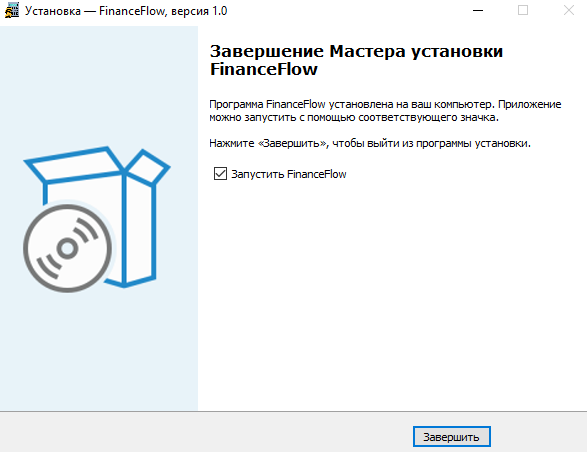 Установка — FinanceFlow, версия 1.0
Завершение Мастера установки
FinanceFlow
Программа FinanceFlow установлена на ваш компьютер. Приложение
можно запустить с помощью соответствующего значка.
Нажмите «Завершить», чтобы выйти из программы установки.
Запустить FinanceFlow
Завершить